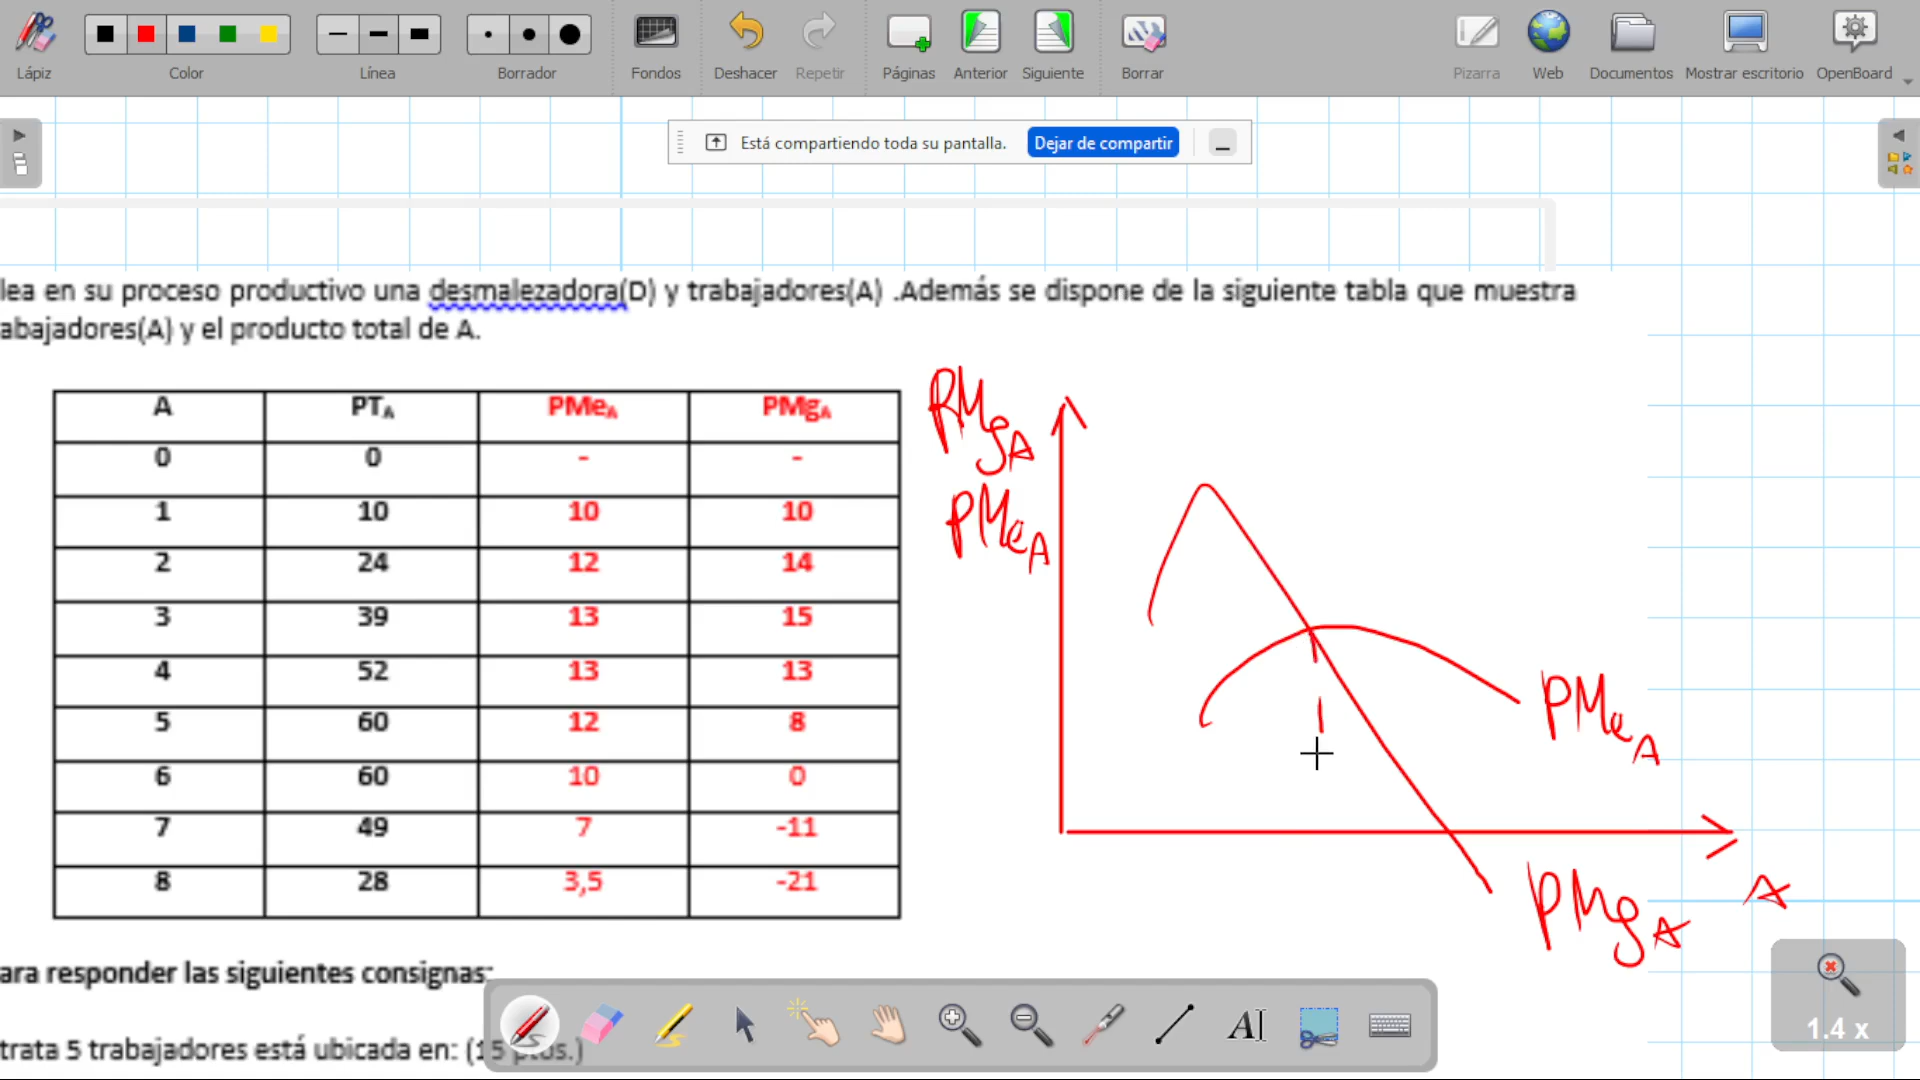 Lápiz
Color
Línea
Borrador
Fondos
Deshacer
Repetir
Páginas
Anterior
Siguiente
Borrar
Pizarra
Web
Documentos
Mostrar escritorio
OpenBoard
Está compartiendo toda su pantalla.
Dejar de compartir
lea en su proceso productivo una desmalezadora(D) y trabajadores(A) .Además se dispone de la siguiente tabla que muestra
abajadores(A) y el producto total de A.
A PTA PMeA PMgA
0 0 - -
1 10 10 10
2 24 12 14
3 39 13 15
4 52 13 13
5 60 12 8
6 60 10 0
7 49 7 -11
8 28 3,5 -21
PMgA
PMeA
PMeA
PMgA
A
ara responder las siguientes consignas:
trata 5 trabajadores está ubicada en: (15 ptos.)
AI
1.4 x